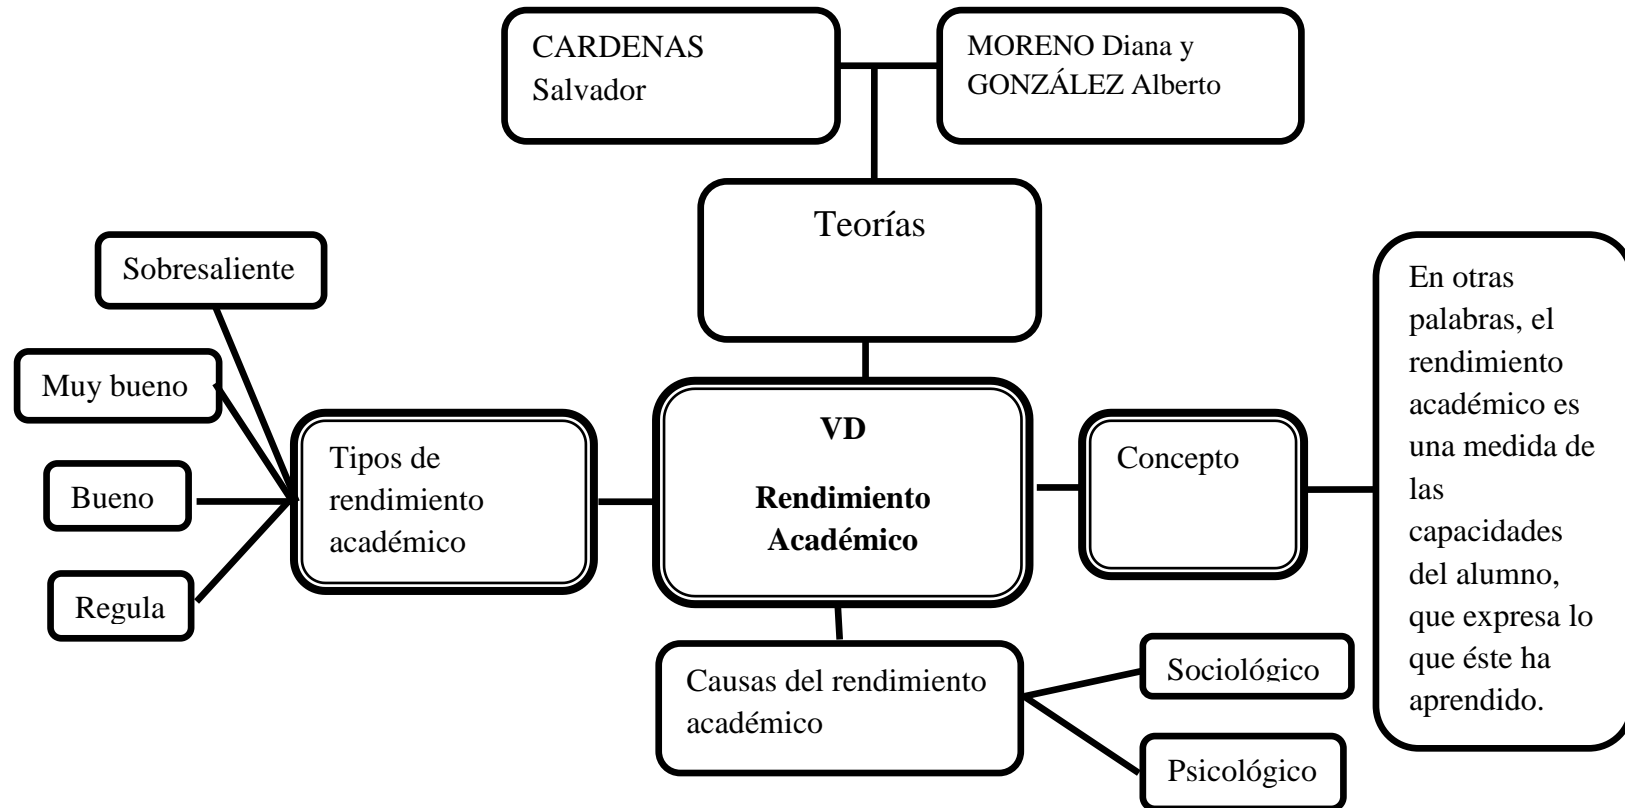 CARDENAS
Salvador
MORENO Diana y
GONZÁLEZ Alberto
Teorías
Sobresaliente
Muy bueno
Bueno
Regula
Tipos de
rendimiento
académico
VD
Rendimiento
Académico
Concepto
En otras
palabras, el
rendimiento
académico es
una medida de
las
capacidades
del alumno,
que expresa lo
que éste ha
aprendido.
Causas del rendimiento
académico
Sociológico
Psicológico